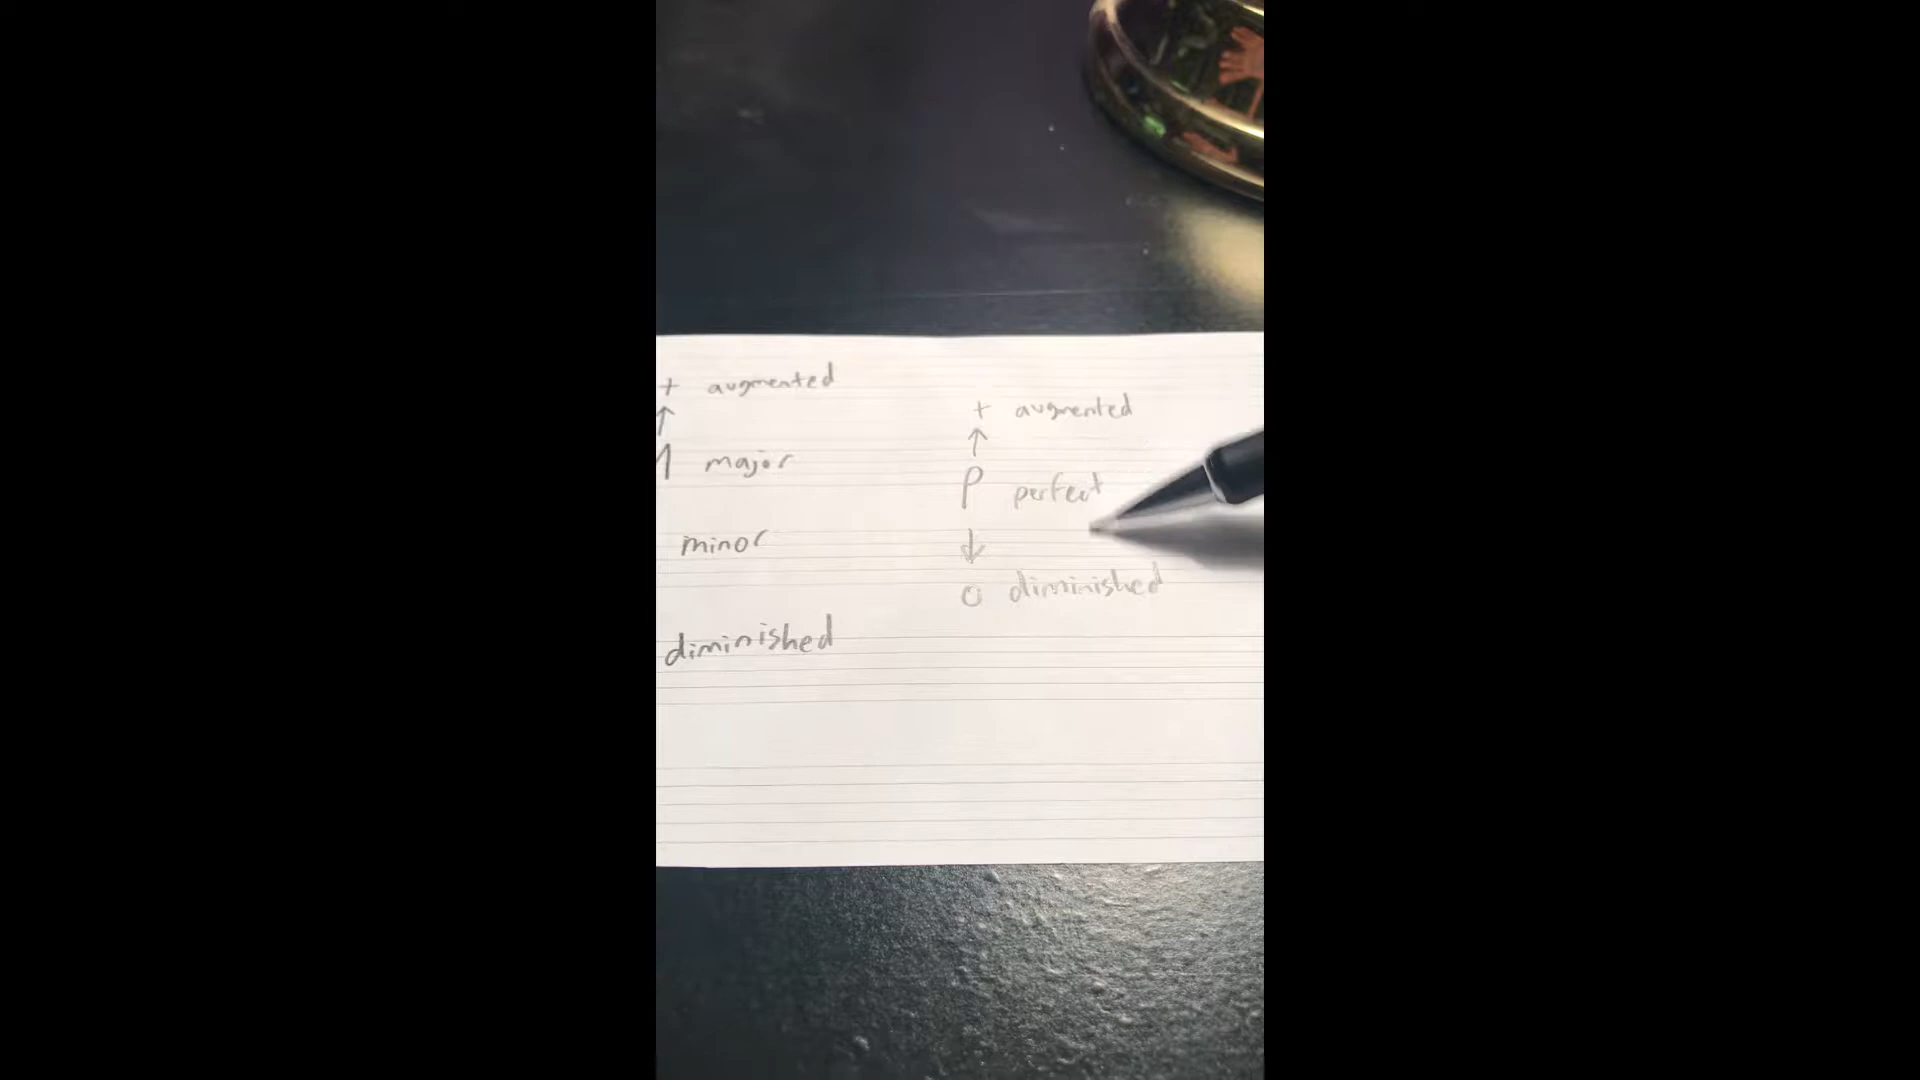 + augmented
↑
major
minor
diminished
+ augmented
↑
P perfect
↓
o diminished